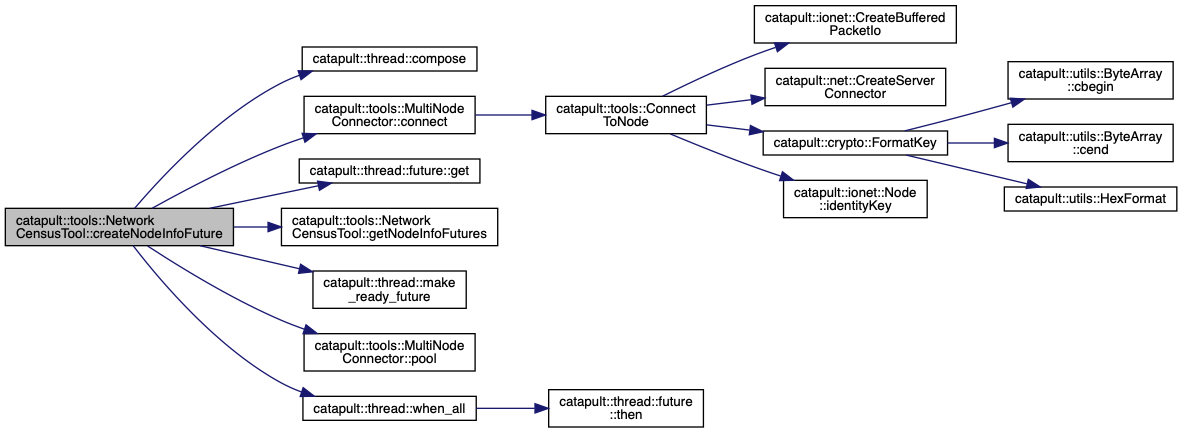 catapult::tools::Network
CensusTool::createNodeInfoFuture
catapult::thread::compose
catapult::tools::MultiNode
Connector::connect
catapult::thread::future::get
catapult::tools::Network
CensusTool::getNodeInfoFutures
catapult::thread::make
_ready_future
catapult::tools::MultiNode
Connector::pool
catapult::thread::when_all
catapult::tools::Connect
ToNode
catapult::thread::future
::then
catapult::ionet::CreateBuffered
PacketIo
catapult::net::CreateServer
Connector
catapult::crypto::FormatKey
catapult::ionet::Node
::identityKey
catapult::utils::ByteArray
::cbegin
catapult::utils::ByteArray
::cend
catapult::utils::HexFormat